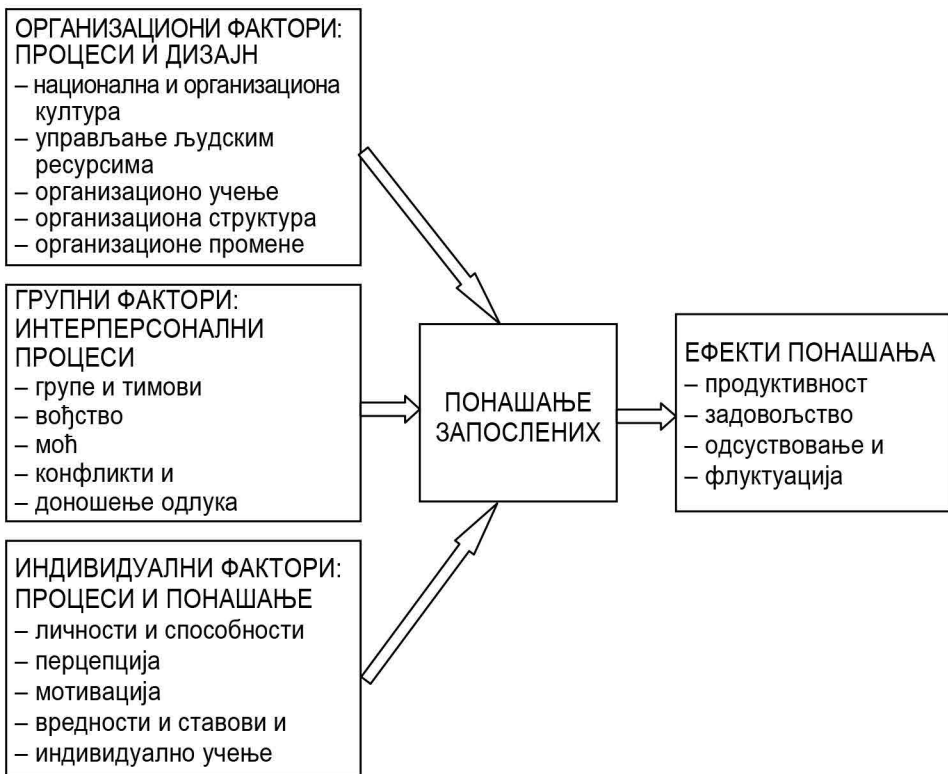 ОРГАНИЗАЦИОНИ ФАКТОРИ:
ПРОЦЕСИ И ДИЗАЈН
– национална и организациона
култура
– управљање људским
ресурсима
– организационо учење
– организациона структура
– организационе промене
ГРУПНИ ФАКТОРИ:
ИНТЕРПЕРСОНАЛНИ
ПРОЦЕСИ
– групе и тимови
– вођство
– моћ
– конфликти и
– доношење одлука
ИНДИВИДУАЛНИ ФАКТОРИ:
ПРОЦЕСИ И ПОНАШАЊЕ
– личности и способности
– перцепција
– мотивација
– вредности и ставови и
– индивидуално учење
ПОНАШАЊЕ
ЗАПОСЛЕНИХ
ЕФЕКТИ ПОНАШАЊА
– продуктивност
– задовољство
– одсуствовање и
– флуктуација